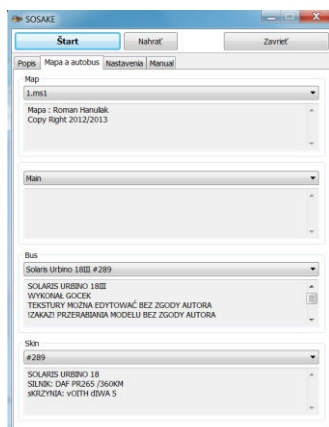 SOSAKE
Štart Nahrať Zavrieť
Popis Mapa a autobus Nastavenia Manual
Map
1.ms1
Mapa : Roman Hanuliak
Copy Right 2012/2013
Main
Bus
Solaris Urbino 18III #289
SOLARIS URBINO 18III
WYKONAŁ GOCEK
TEKSTURY MOŻNA EDYTOWAĆ BEZ ZGODY AUTORA
!ZAKAZ! PRZERABIANIA MODELU BEZ ZGODY AUTORA
Skin
#289
SOLARIS URBINO 18
SILNIK: DAF PR265 /360KM
sKRZYNIA: vOITH dIWA 5